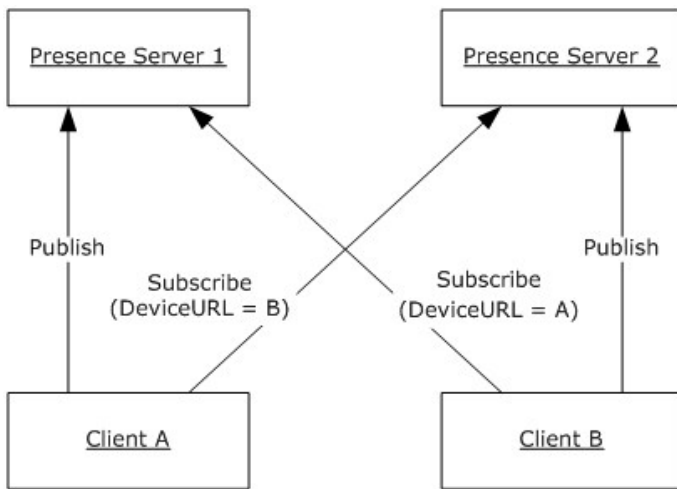 Presence Server 1
Presence Server 2
Publish
Publish
Subscribe
(DeviceURL = B)
Subscribe
(DeviceURL = A)
Client A
Client B